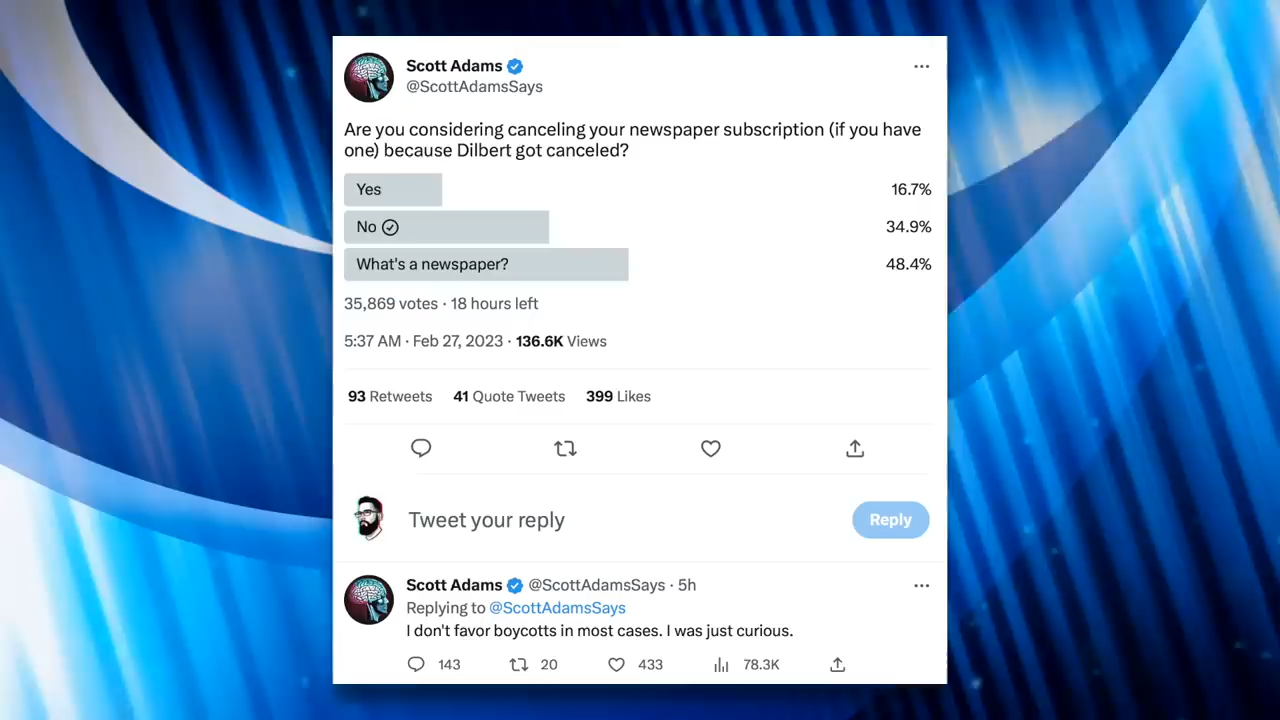 Scott Adams
@ScottAdamsSays
Are you considering canceling your newspaper subscription (if you have
one) because Dilbert got canceled?
Yes 16.7%
No 34.9%
What's a newspaper? 48.4%
35,869 votes · 18 hours left
5:37 AM · Feb 27, 2023 · 136.6K Views
93 Retweets 41 Quote Tweets 399 Likes
Tweet your reply Reply
Scott Adams @ScottAdamsSays · 5h
Replying to @ScottAdamsSays
I don't favor boycotts in most cases. I was just curious.
143 20 433 78.3K